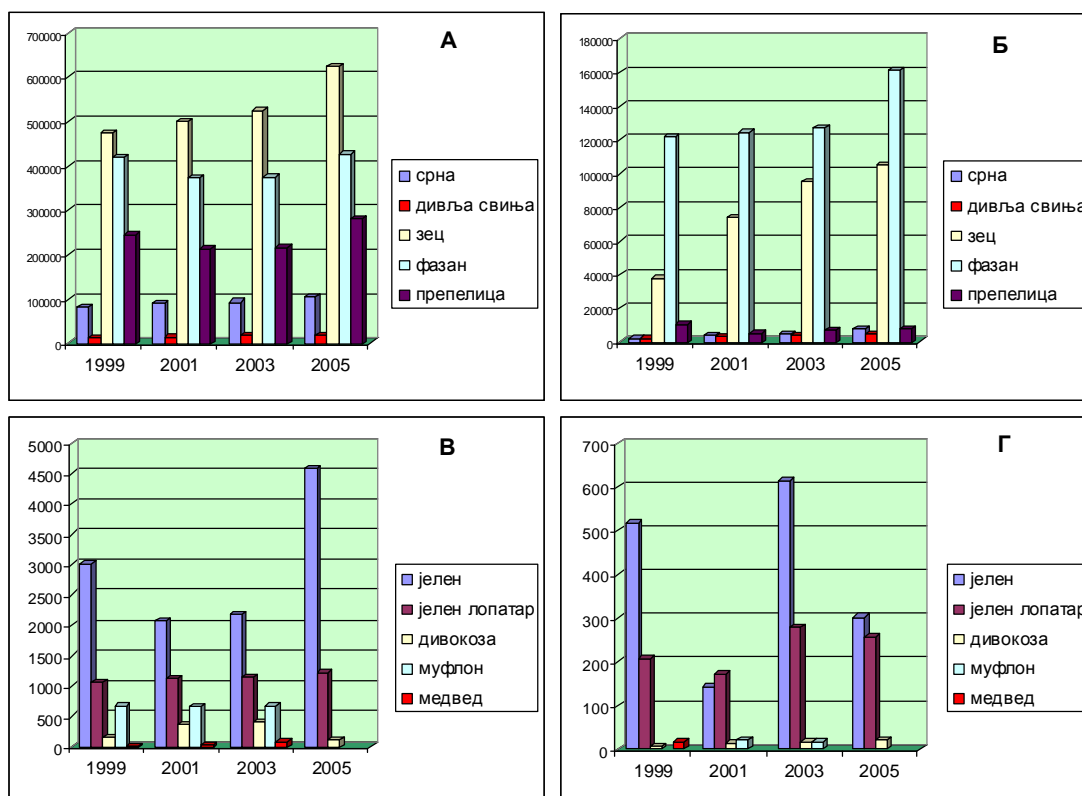 А
700000
600000
500000
400000
300000
200000
100000
0
1999 2001 2003 2005
срна
дивља свиња
зец
фазан
препелица
Б
180000
160000
140000
120000
100000
80000
60000
40000
20000
0
1999 2001 2003 2005
срна
дивља свиња
зец
фазан
препелица
В
5000
4500
4000
3500
3000
2500
2000
1500
1000
500
0
1999 2001 2003 2005
јелен
јелен лопатар
дивокоза
муфлон
медвед
Г
700
600
500
400
300
200
100
0
1999 2001 2003 2005
јелен
јелен лопатар
дивокоза
муфлон
медвед